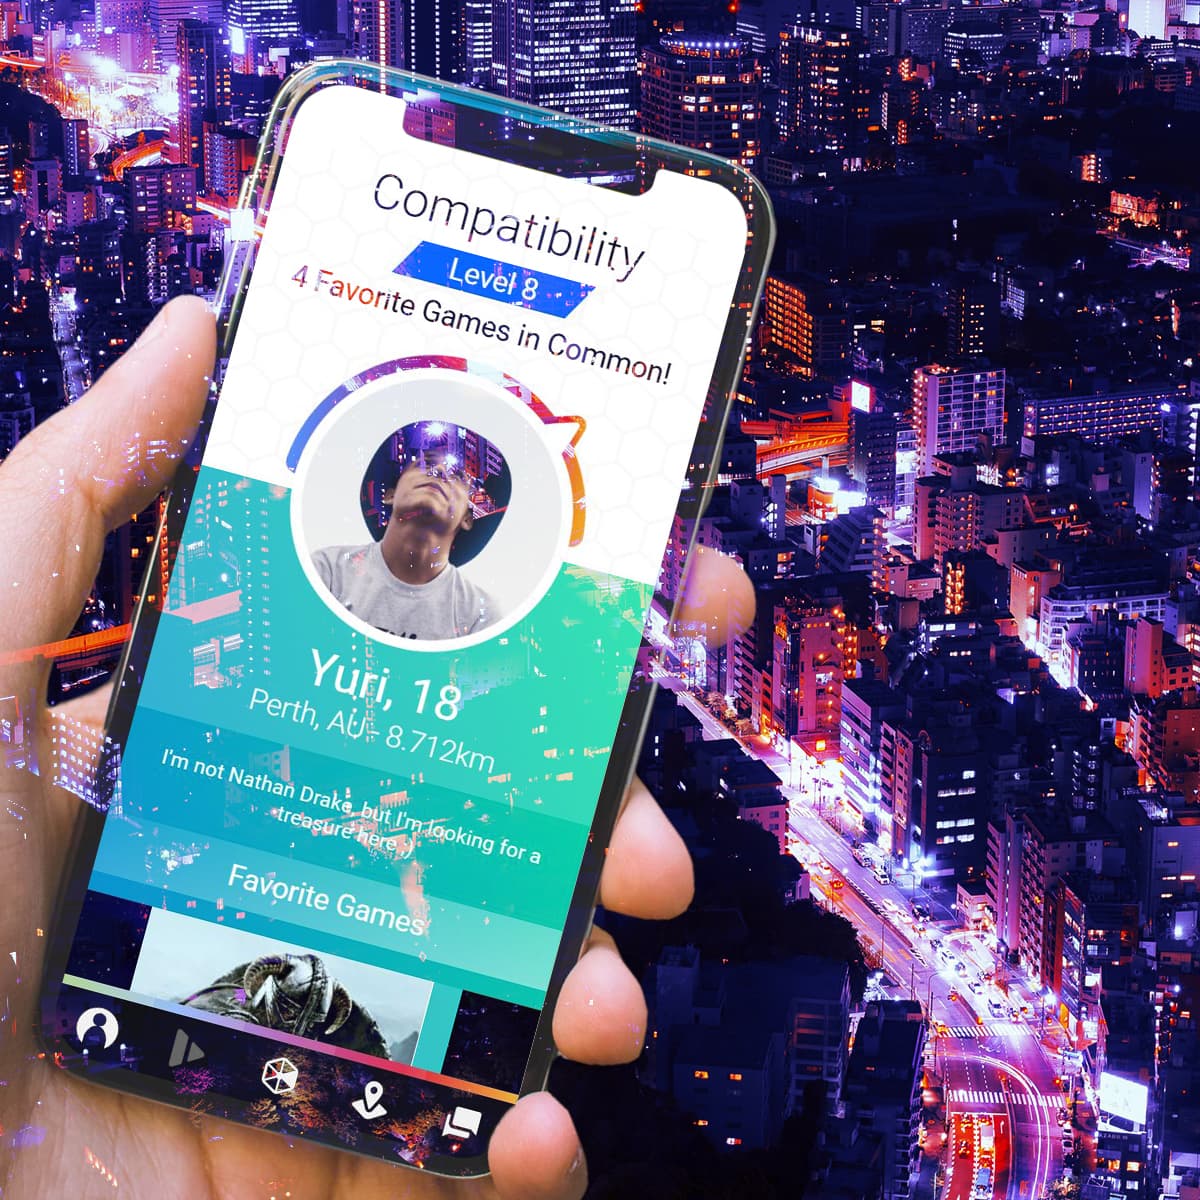 Compatibility
Level 8
4 Favorite Games in Common!
Yuri, 18
Perth, AU - 8.712km
I'm not Nathan Drake, but I'm looking for a
treasure here ;)
Favorite Games